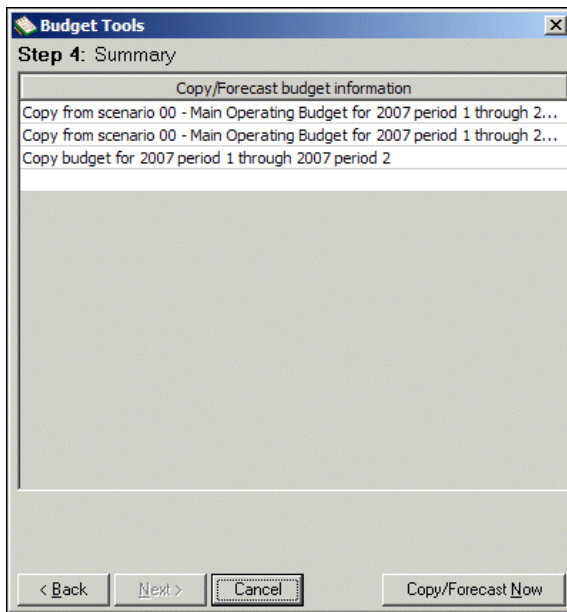 Budget Tools
Step 4: Summary
Copy/Forecast budget information
Copy from scenario 00 - Main Operating Budget for 2007 period 1 through 2...
Copy from scenario 00 - Main Operating Budget for 2007 period 1 through 2...
Copy budget for 2007 period 1 through 2007 period 2
< Back Next > Cancel Copy/Forecast Now